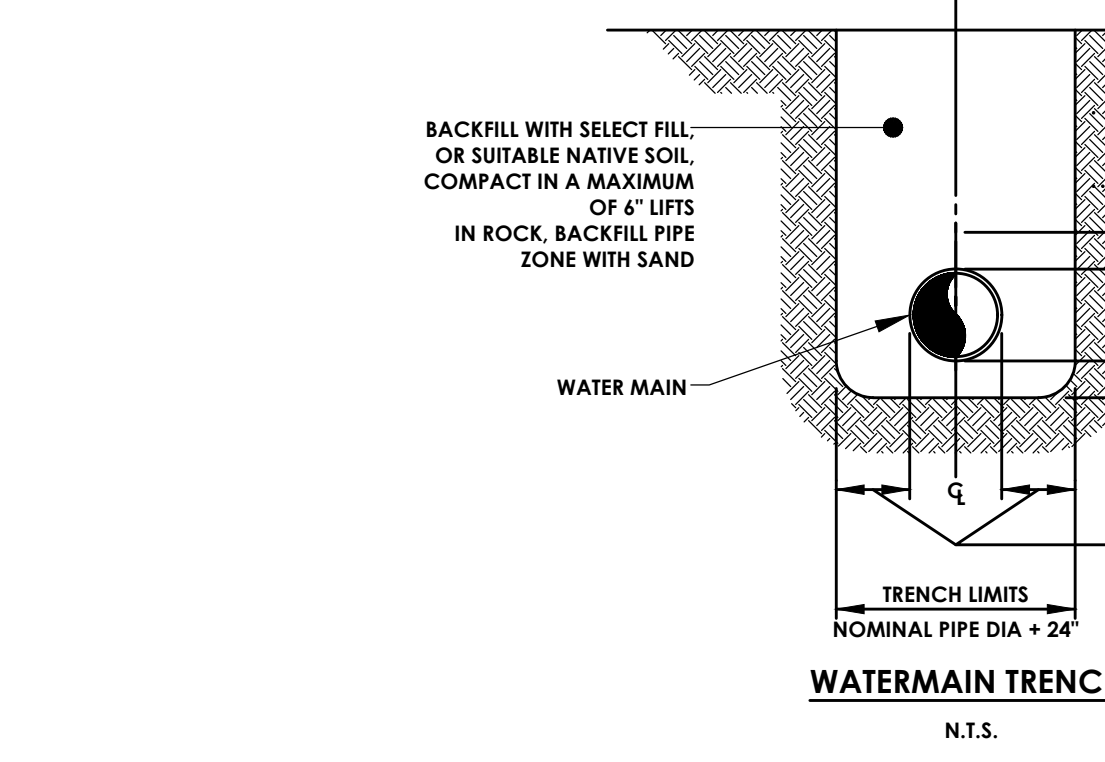 BACKFILL WITH SELECT FILL,
OR SUITABLE NATIVE SOIL,
COMPACT IN A MAXIMUM
OF 6" LIFTS
IN ROCK, BACKFILL PIPE
ZONE WITH SAND
WATER MAIN
℄
TRENCH LIMITS
NOMINAL PIPE DIA + 24"
WATERMAIN TRENC
N.T.S.